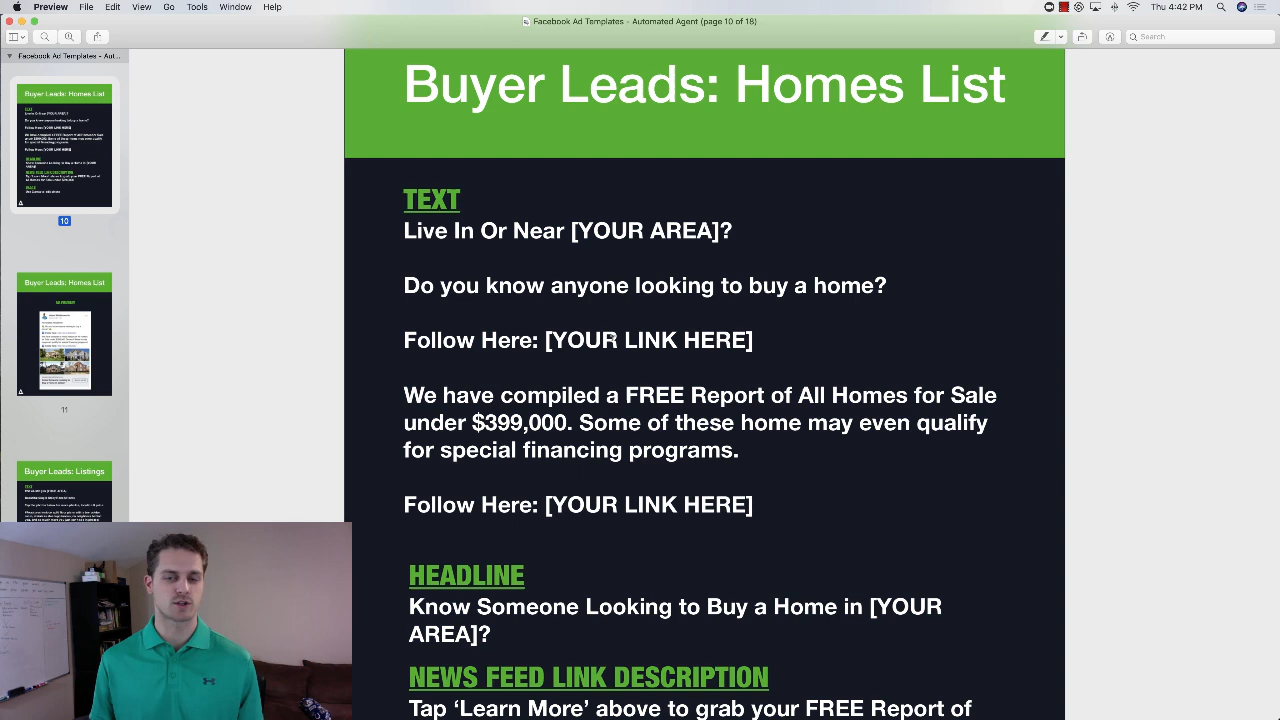 Preview File Edit View Go Tools Window Help
Fri 4:42 PM
Facebook Ad Templates - Automated Agent (page 10 of 18)
Search
Facebook Ad Templates - Aut...
Buyer Leads: Homes List
10
Buyer Leads: Homes List
11
Buyer Leads: Listings
Buyer Leads: Homes List
TEXT
Live In Or Near [YOUR AREA]?
Do you know anyone looking to buy a home?
Follow Here: [YOUR LINK HERE]
We have compiled a FREE Report of All Homes for Sale
under $399,000. Some of these home may even qualify
for special financing programs.
Follow Here: [YOUR LINK HERE]
HEADLINE
Know Someone Looking to Buy a Home in [YOUR
AREA]?
NEWS FEED LINK DESCRIPTION
Tap ‘Learn More’ above to grab your FREE Report of